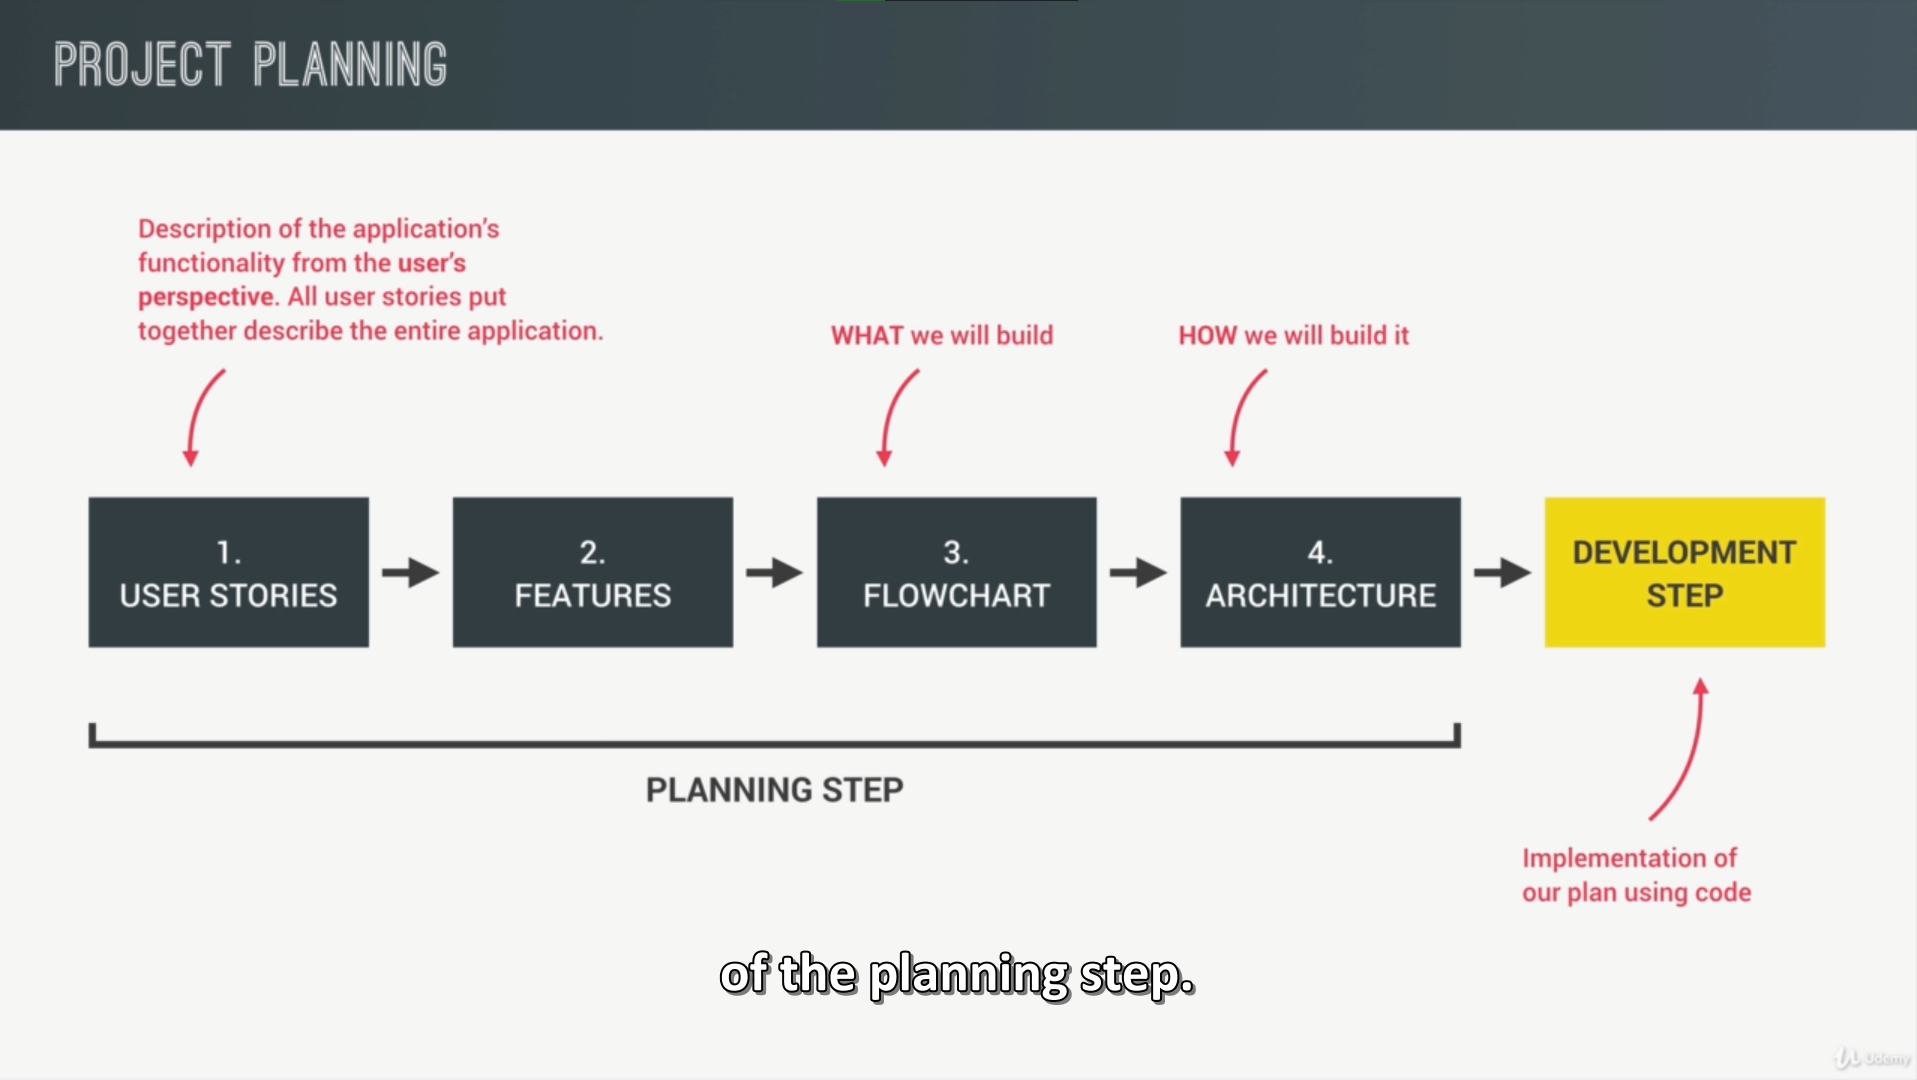 PROJECT PLANNING
Description of the application's
functionality from the user's
perspective. All user stories put
together describe the entire application.
WHAT we will build
HOW we will build it
1.
USER STORIES
2.
FEATURES
3.
FLOWCHART
4.
ARCHITECTURE
DEVELOPMENT
STEP
PLANNING STEP
Implementation of
our plan using code
of the planning step.
Udemy